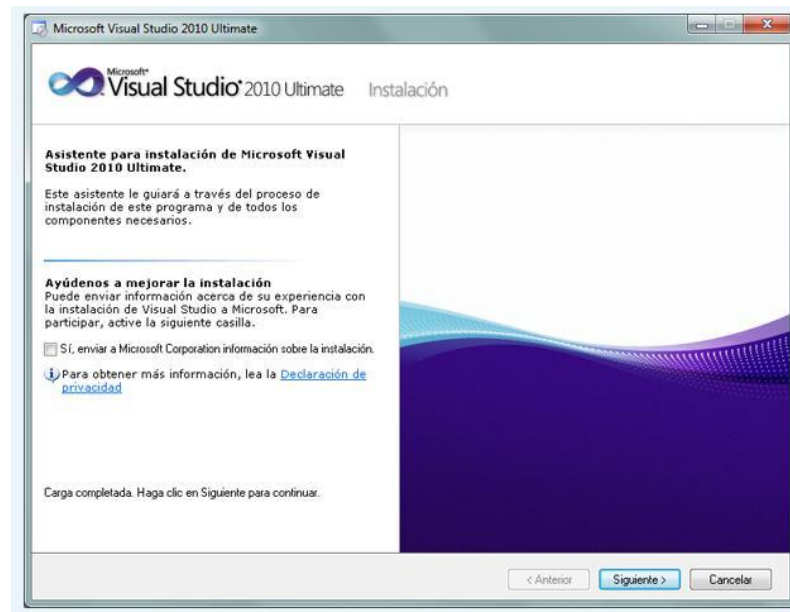 Microsoft Visual Studio 2010 Ultimate
Microsoft®
Visual Studio® 2010 Ultimate Instalación
Asistente para instalación de Microsoft Visual
Studio 2010 Ultimate.
Este asistente le guiará a través del proceso de
instalación de este programa y de todos los
componentes necesarios.
Ayúdenos a mejorar la instalación
Puede enviar información acerca de su experiencia con
la instalación de Visual Studio a Microsoft. Para
participar, active la siguiente casilla.
Sí, enviar a Microsoft Corporation información sobre la instalación.
Para obtener más información, lea la Declaración de
privacidad
Carga completada. Haga clic en Siguiente para continuar.
< Anterior Siguiente > Cancelar